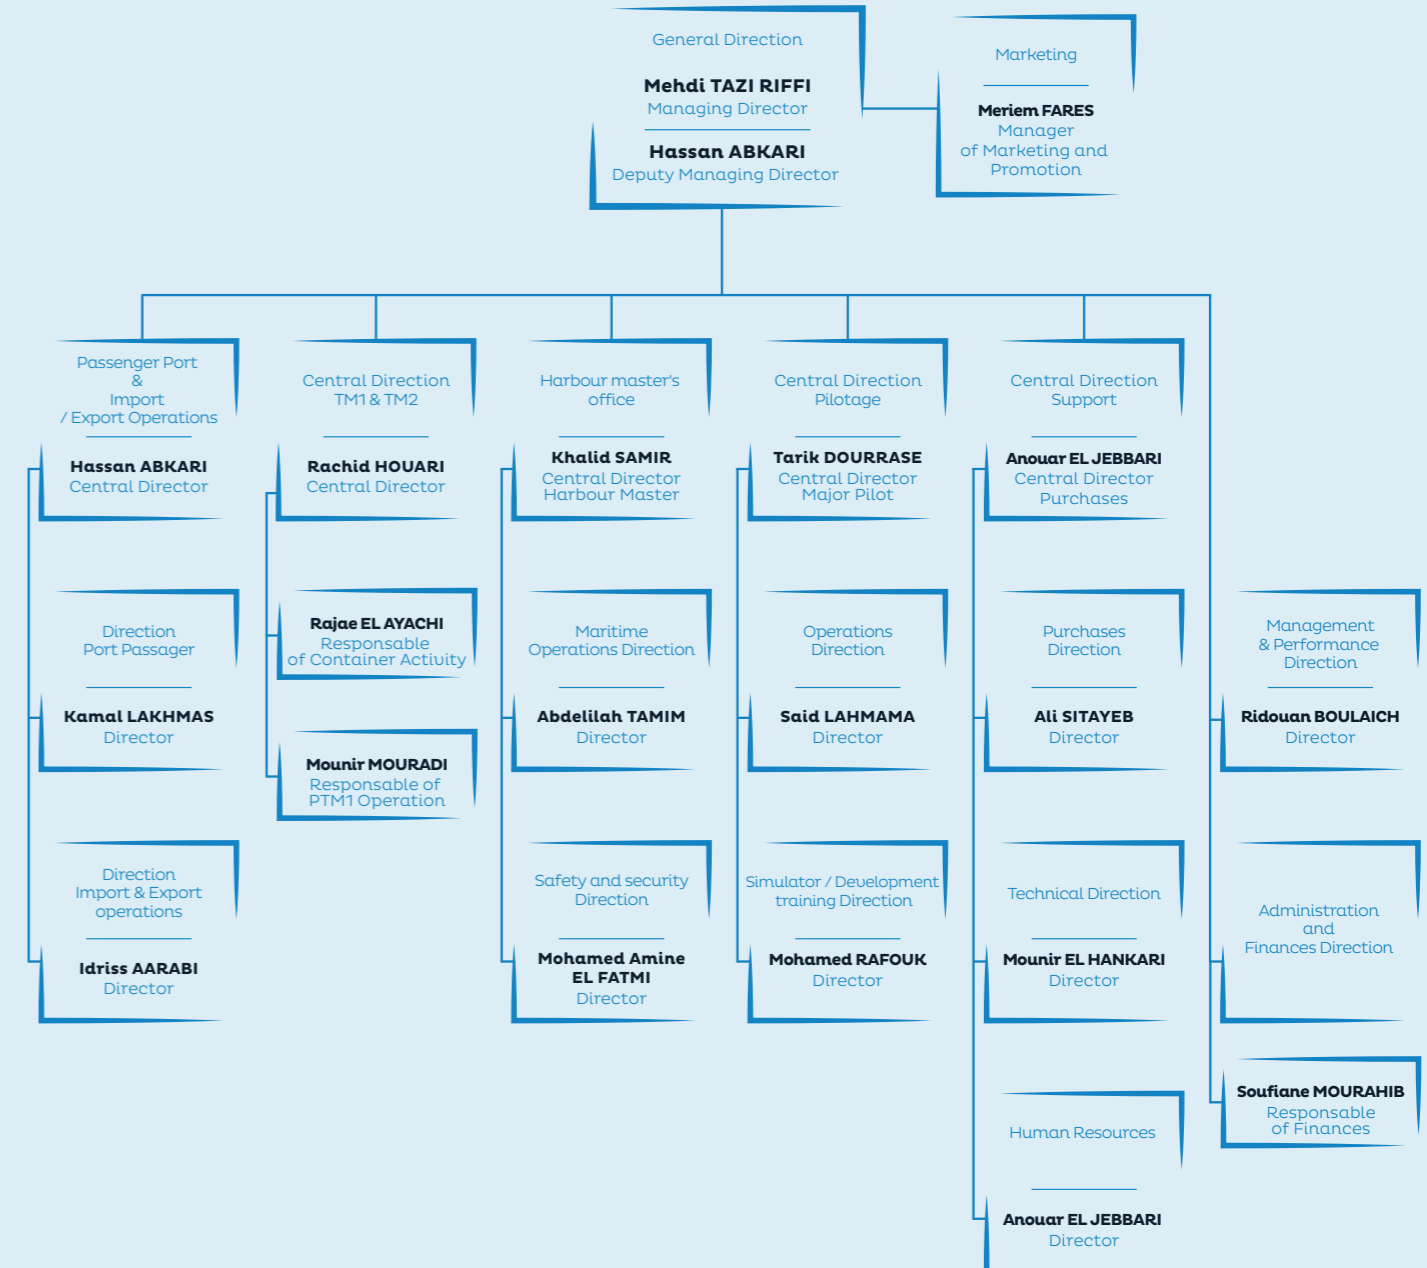 General Direction
Mehdi TAZI RIFFI
Managing Director
Hassan ABKARI
Deputy Managing Director
Marketing
Meriem FARES
Manager
of Marketing and
Promotion
Passenger Port
&
Import
/ Export Operations
Hassan ABKARI
Central Director
Direction
Port Passager
Kamal LAKHMAS
Director
Direction
Import & Export
operations
Idriss AARABI
Director
Central Direction
TM1 & TM2
Rachid HOUARI
Central Director
Rajae EL AYACHI
Responsable
of Container Activity
Mounir MOURADI
Responsable of
PTM1 Operation
Harbour master's
office
Khalid SAMIR
Central Director
Harbour Master
Maritime
Operations Direction
Abdelilah TAMIM
Director
Safety and security
Direction
Mohamed Amine
EL FATMI
Director
Central Direction
Pilotage
Tarik DOURRASE
Central Director
Major Pilot
Operations
Direction
Said LAHMAMA
Director
Simulator / Development
training Direction
Mohamed RAFOUK
Director
Central Direction
Support
Anouar EL JEBBARI
Central Director
Purchases
Purchases
Direction
Ali SITAYEB
Director
Technical Direction
Mounir EL HANKARI
Director
Human Resources
Anouar EL JEBBARI
Director
Management
& Performance
Direction
Ridouan BOULAICH
Director
Administration
and
Finances Direction
Soufiane MOURAHIB
Responsable
of Finances